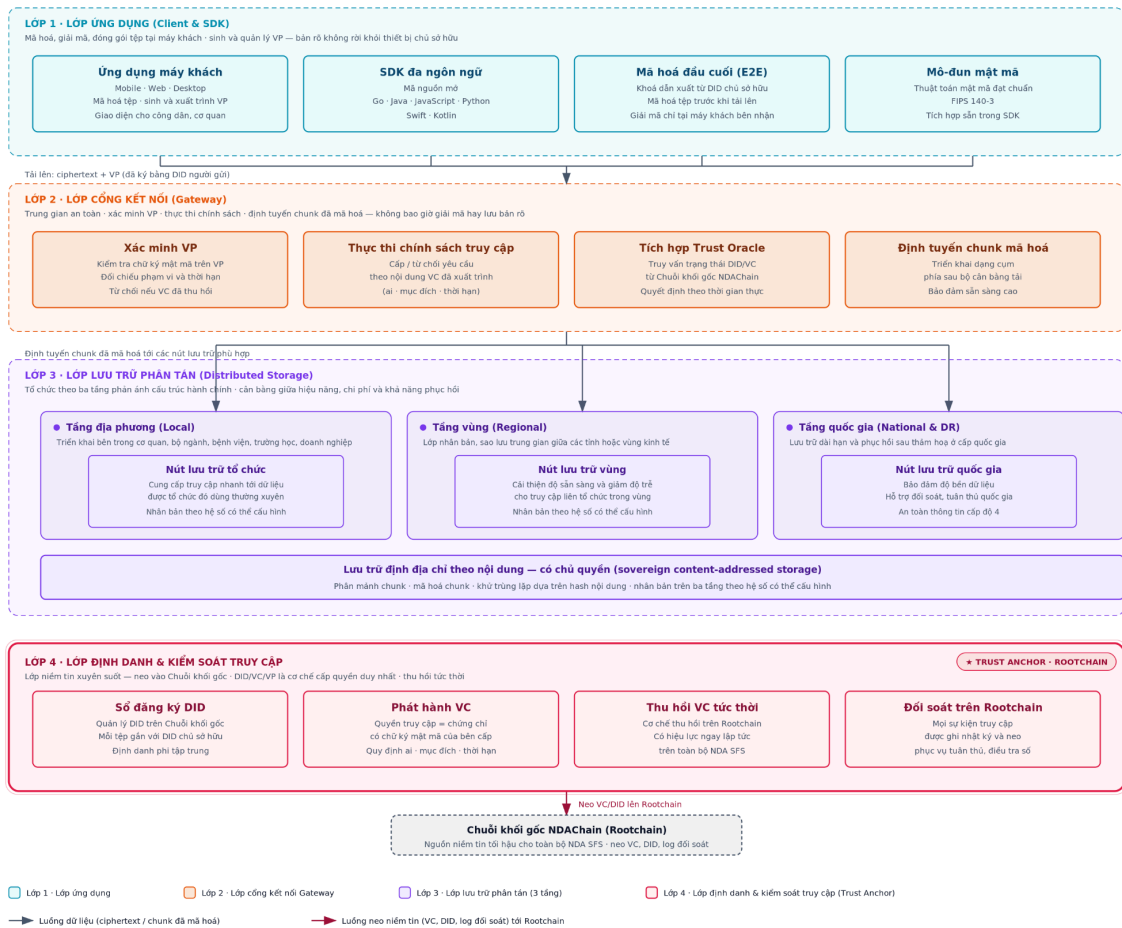 LỚP 1 · LỚP ỨNG DỤNG (Client & SDK)
Mã hoá, giải mã, đóng gói tệp tại máy khách · sinh và quản lý VP — bản rõ không rời khỏi thiết bị chủ sở hữu
Ứng dụng máy khách
Mobile · Web · Desktop
Mã hoá tệp · sinh và xuất trình VP
Giao diện cho công dân, cơ quan
SDK đa ngôn ngữ
Mã nguồn mở
Go · Java · JavaScript · Python
Swift · Kotlin
Mã hoá đầu cuối (E2E)
Khoá dẫn xuất từ DID chủ sở hữu
Mã hoá tệp trước khi tải lên
Giải mã chỉ tại máy khách bên nhận
Mô-đun mật mã
Thuật toán mật mã đạt chuẩn
FIPS 140-3
Tích hợp sẵn trong SDK
Tải lên: ciphertext + VP (đã ký bằng DID người gửi)
LỚP 2 · LỚP CỔNG KẾT NỐI (Gateway)
Trung gian an toàn · xác minh VP · thực thi chính sách · định tuyến chunk đã mã hoá — không bao giờ giải mã hay lưu bản rõ
Xác minh VP
Kiểm tra chữ ký mật mã trên VP
Đối chiếu phạm vi và thời hạn
Từ chối nếu VC đã thu hồi
Thực thi chính sách truy cập
Cấp / từ chối yêu cầu
theo nội dung VC đã xuất trình
(ai · mục đích · thời hạn)
Tích hợp Trust Oracle
Truy vấn trạng thái DID/VC
từ Chuỗi khối gốc NDAChain
Quyết định theo thời gian thực
Định tuyến chunk mã hoá
Triển khai dạng cụm
phía sau bộ cân bằng tải
Bảo đảm sẵn sàng cao
Định tuyến chunk đã mã hoá tới các nút lưu trữ phù hợp
LỚP 3 · LỚP LƯU TRỮ PHÂN TÁN (Distributed Storage)
Tổ chức theo ba tầng phản ánh cấu trúc hành chính · cân bằng giữa hiệu năng, chi phí và khả năng phục hồi
Tầng địa phương (Local)
Triển khai bên trong cơ quan, bộ ngành, bệnh viện, trường học, doanh nghiệp
Nút lưu trữ tổ chức
Cung cấp truy cập nhanh tới dữ liệu
được tổ chức đó dùng thường xuyên
Nhân bản theo hệ số có thể cấu hình
Tầng vùng (Regional)
Lớp nhân bản, sao lưu trung gian giữa các tỉnh hoặc vùng kinh tế
Nút lưu trữ vùng
Cải thiện độ sẵn sàng và giảm độ trễ
cho truy cập liên tổ chức trong vùng
Nhân bản theo hệ số có thể cấu hình
Tầng quốc gia (National & DR)
Lưu trữ dài hạn và phục hồi sau thảm hoạ ở cấp quốc gia
Nút lưu trữ quốc gia
Bảo đảm độ bền dữ liệu
Hỗ trợ đối soát, tuân thủ quốc gia
An toàn thông tin cấp độ 4
Lưu trữ định địa chỉ theo nội dung — có chủ quyền (sovereign content-addressed storage)
Phân mảnh chunk · mã hoá chunk · khử trùng lặp dựa trên hash nội dung · nhân bản trên ba tầng theo hệ số có thể cấu hình
LỚP 4 · LỚP ĐỊNH DANH & KIỂM SOÁT TRUY CẬP
★ TRUST ANCHOR · ROOTCHAIN
Lớp niềm tin xuyên suốt — neo vào Chuỗi khối gốc · DID/VC/VP là cơ chế cấp quyền duy nhất · thu hồi tức thời
Sổ đăng ký DID
Quản lý DID trên Chuỗi khối gốc
Mỗi tệp gắn với DID chủ sở hữu
Định danh phi tập trung
Phát hành VC
Quyền truy cập = chứng chỉ
có chữ ký mật mã của bên cấp
Quy định ai · mục đích · thời hạn
Thu hồi VC tức thời
Cơ chế thu hồi trên Rootchain
Có hiệu lực ngay lập tức
trên toàn bộ NDA SFS
Đối soát trên Rootchain
Mọi sự kiện truy cập
được ghi nhật ký và neo
phục vụ tuân thủ, điều tra số
Neo VC/DID lên Rootchain
Chuỗi khối gốc NDAChain (Rootchain)
Nguồn niềm tin tối hậu cho toàn bộ NDA SFS · neo VC, DID, log đối soát
Lớp 1 · Lớp ứng dụng
Lớp 2 · Lớp cổng kết nối Gateway
Lớp 3 · Lớp lưu trữ phân tán (3 tầng)
Lớp 4 · Lớp định danh & kiểm soát truy cập (Trust Anchor)
Luồng dữ liệu (ciphertext / chunk đã mã hoá)
Luồng neo niềm tin (VC, DID, log đối soát) tới Rootchain